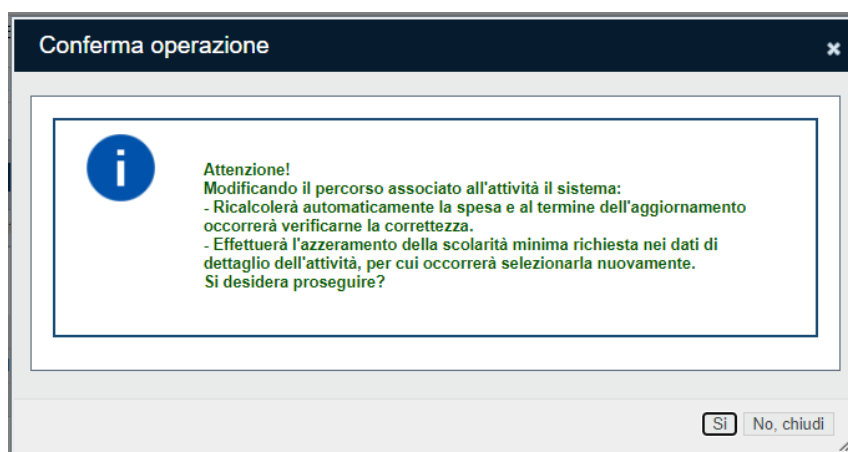 Conferma operazione
Attenzione!
Modificando il percorso associato all'attività il sistema:
- Ricalcolerà automaticamente la spesa e al termine dell'aggiornamento
occorrerà verificarne la correttezza.
- Effettuerà l'azzeramento della scolarità minima richiesta nei dati di
dettaglio dell'attività, per cui occorrerà selezionarla nuovamente.
Si desidera proseguire?
Si No, chiudi